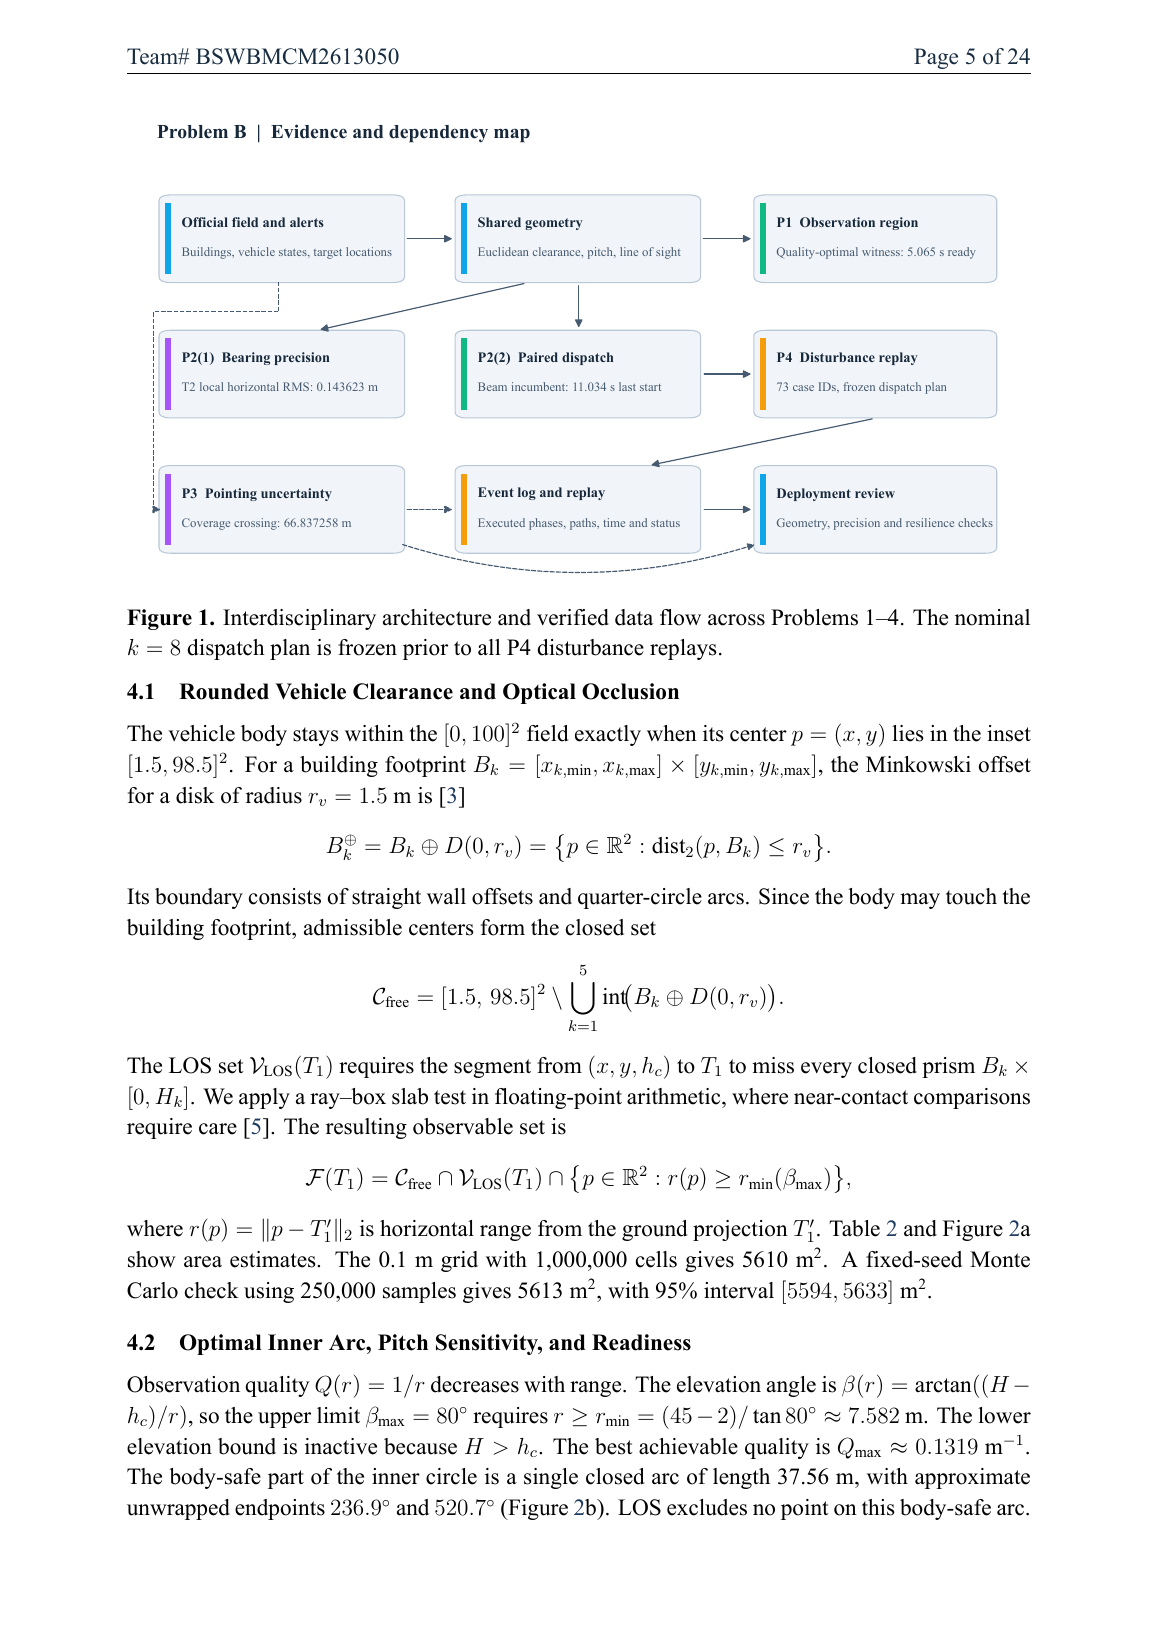 Team# BSWBMCM2613050 Page 5 of 24
Problem B | Evidence and dependency map
Official field and alerts
Buildings, vehicle states, target locations
Shared geometry
Euclidean clearance, pitch, line of sight
P1 Observation region
Quality-optimal witness: 5.065 s ready
P2(1) Bearing precision
T2 local horizontal RMS: 0.143623 m
P2(2) Paired dispatch
Beam incumbent: 11.034 s last start
P4 Disturbance replay
73 case IDs, frozen dispatch plan
P3 Pointing uncertainty
Coverage crossing: 66.837258 m
Event log and replay
Executed phases, paths, time and status
Deployment review
Geometry, precision and resilience checks
Figure 1. Interdisciplinary architecture and verified data flow across Problems 1–4. The nominal
k = 8 dispatch plan is frozen prior to all P4 disturbance replays.
4.1 Rounded Vehicle Clearance and Optical Occlusion
The vehicle body stays within the [0, 100]² field exactly when its center p = (x, y) lies in the inset
[1.5, 98.5]². For a building footprint B_k = [x_{k,min}, x_{k,max}] × [y_{k,min}, y_{k,max}], the Minkowski offset
for a disk of radius r_v = 1.5 m is [3]
B_k^⊕ = B_k ⊕ D(0, r_v) = {p ∈ ℝ² : dist₂(p, B_k) ≤ r_v}.
Its boundary consists of straight wall offsets and quarter-circle arcs. Since the body may touch the
building footprint, admissible centers form the closed set
𝒞_free = [1.5, 98.5]² \ ⋃_{k=1}^{5} int(B_k ⊕ D(0, r_v)).
The LOS set 𝒱_LOS(T₁) requires the segment from (x, y, h_c) to T₁ to miss every closed prism B_k ×
[0, H_k]. We apply a ray–box slab test in floating-point arithmetic, where near-contact comparisons
require care [5]. The resulting observable set is
ℱ(T₁) = 𝒞_free ∩ 𝒱_LOS(T₁) ∩ {p ∈ ℝ² : r(p) ≥ r_min(β_max)},
where r(p) = ‖p − T₁′‖₂ is horizontal range from the ground projection T₁′. Table 2 and Figure 2a
show area estimates. The 0.1 m grid with 1,000,000 cells gives 5610 m². A fixed-seed Monte
Carlo check using 250,000 samples gives 5613 m², with 95% interval [5594, 5633] m².
4.2 Optimal Inner Arc, Pitch Sensitivity, and Readiness
Observation quality Q(r) = 1/r decreases with range. The elevation angle is β(r) = arctan((H −
h_c)/r), so the upper limit β_max = 80° requires r ≥ r_min = (45 − 2)/ tan 80° ≈ 7.582 m. The lower
elevation bound is inactive because H > h_c. The best achievable quality is Q_max ≈ 0.1319 m⁻¹.
The body-safe part of the inner circle is a single closed arc of length 37.56 m, with approximate
unwrapped endpoints 236.9° and 520.7° (Figure 2b). LOS excludes no point on this body-safe arc.